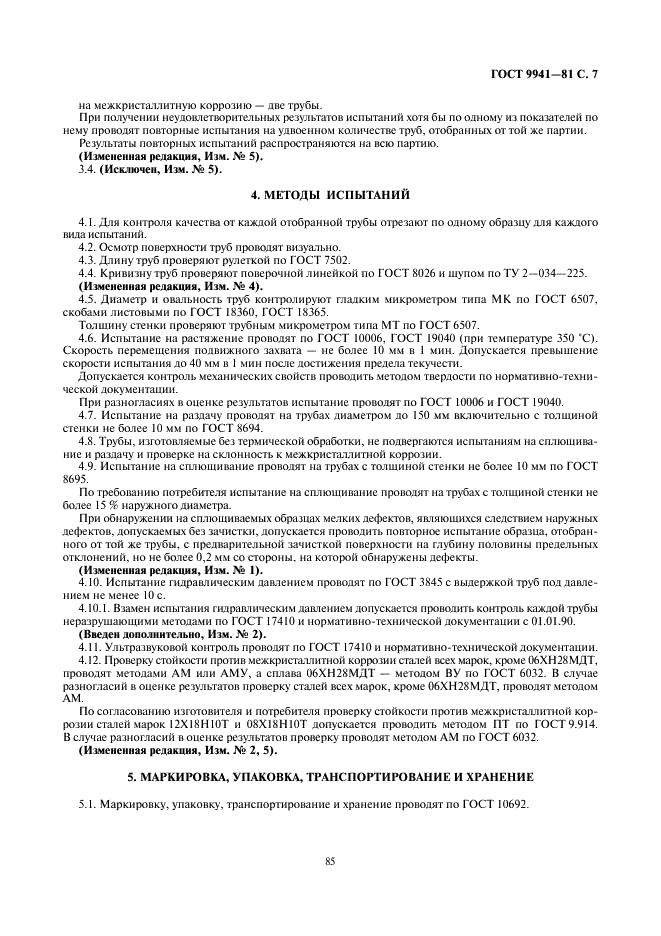 ГОСТ 9941—81 С. 7
на межкристаллитную коррозию — две трубы.
При получении неудовлетворительных результатов испытаний хотя бы по одному из показателей по
нему проводят повторные испытания на удвоенном количестве труб, отобранных от той же партии.
Результаты повторных испытаний распространяются на всю партию.
(Измененная редакция, Изм. № 5).
3.4. (Исключен, Изм. № 5).
4. МЕТОДЫ ИСПЫТАНИЙ
4.1. Для контроля качества от каждой отобранной трубы отрезают по одному образцу для каждого
вида испытаний.
4.2. Осмотр поверхности труб проводят визуально.
4.3. Длину труб проверяют рулеткой по ГОСТ 7502.
4.4. Кривизну труб проверяют поверочной линейкой по ГОСТ 8026 и щупом по ТУ 2—034—225.
(Измененная редакция, Изм. № 4).
4.5. Диаметр и овальность труб контролируют гладким микрометром типа МК по ГОСТ 6507,
скобами листовыми по ГОСТ 18360, ГОСТ 18365.
Толщину стенки проверяют трубным микрометром типа МТ по ГОСТ 6507.
4.6. Испытание на растяжение проводят по ГОСТ 10006, ГОСТ 19040 (при температуре 350 °С).
Скорость перемещения подвижного захвата — не более 10 мм в 1 мин. Допускается превышение
скорости испытания до 40 мм в 1 мин после достижения предела текучести.
Допускается контроль механических свойств проводить методом твердости по нормативно-техни-
ческой документации.
При разногласиях в оценке результатов испытание проводят по ГОСТ 10006 и ГОСТ 19040.
4.7. Испытание на раздачу проводят на трубах диаметром до 150 мм включительно с толщиной
стенки не более 10 мм по ГОСТ 8694.
4.8. Трубы, изготовляемые без термической обработки, не подвергаются испытаниям на сплющива-
ние и раздачу и проверке на склонность к межкристаллитной коррозии.
4.9. Испытание на сплющивание проводят на трубах с толщиной стенки не более 10 мм по ГОСТ
8695.
По требованию потребителя испытание на сплющивание проводят на трубах с толщиной стенки не
более 15 % наружного диаметра.
При обнаружении на сплющиваемых образцах мелких дефектов, являющихся следствием наружных
дефектов, допускаемых без зачистки, допускается проводить повторное испытание образца, отобран-
ного от той же трубы, с предварительной зачисткой поверхности на глубину половины предельных
отклонений, но не более 0,2 мм со стороны, на которой обнаружены дефекты.
(Измененная редакция, Изм. № 1).
4.10. Испытание гидравлическим давлением проводят по ГОСТ 3845 с выдержкой труб под давле-
нием не менее 10 с.
4.10.1. Взамен испытания гидравлическим давлением допускается проводить контроль каждой трубы
неразрушающими методами по ГОСТ 17410 и нормативно-технической документации с 01.01.90.
(Введен дополнительно, Изм. № 2).
4.11. Ультразвуковой контроль проводят по ГОСТ 17410 и нормативно-технической документации.
4.12. Проверку стойкости против межкристаллитной коррозии сталей всех марок, кроме 06ХН28МДТ,
проводят методами АМ или АМУ, а сплава 06ХН28МДТ — методом ВУ по ГОСТ 6032. В случае
разногласий в оценке результатов проверку сталей всех марок, кроме 06ХН28МДТ, проводят методом
АМ.
По согласованию изготовителя и потребителя проверку стойкости против межкристаллитной кор-
розии сталей марок 12Х18Н10Т и 08Х18Н10Т допускается проводить методом ПТ по ГОСТ 9.914.
В случае разногласий в оценке результатов проверку проводят методом АМ по ГОСТ 6032.
(Измененная редакция, Изм. № 2, 5).
5. МАРКИРОВКА, УПАКОВКА, ТРАНСПОРТИРОВАНИЕ И ХРАНЕНИЕ
5.1. Маркировку, упаковку, транспортирование и хранение проводят по ГОСТ 10692.
85